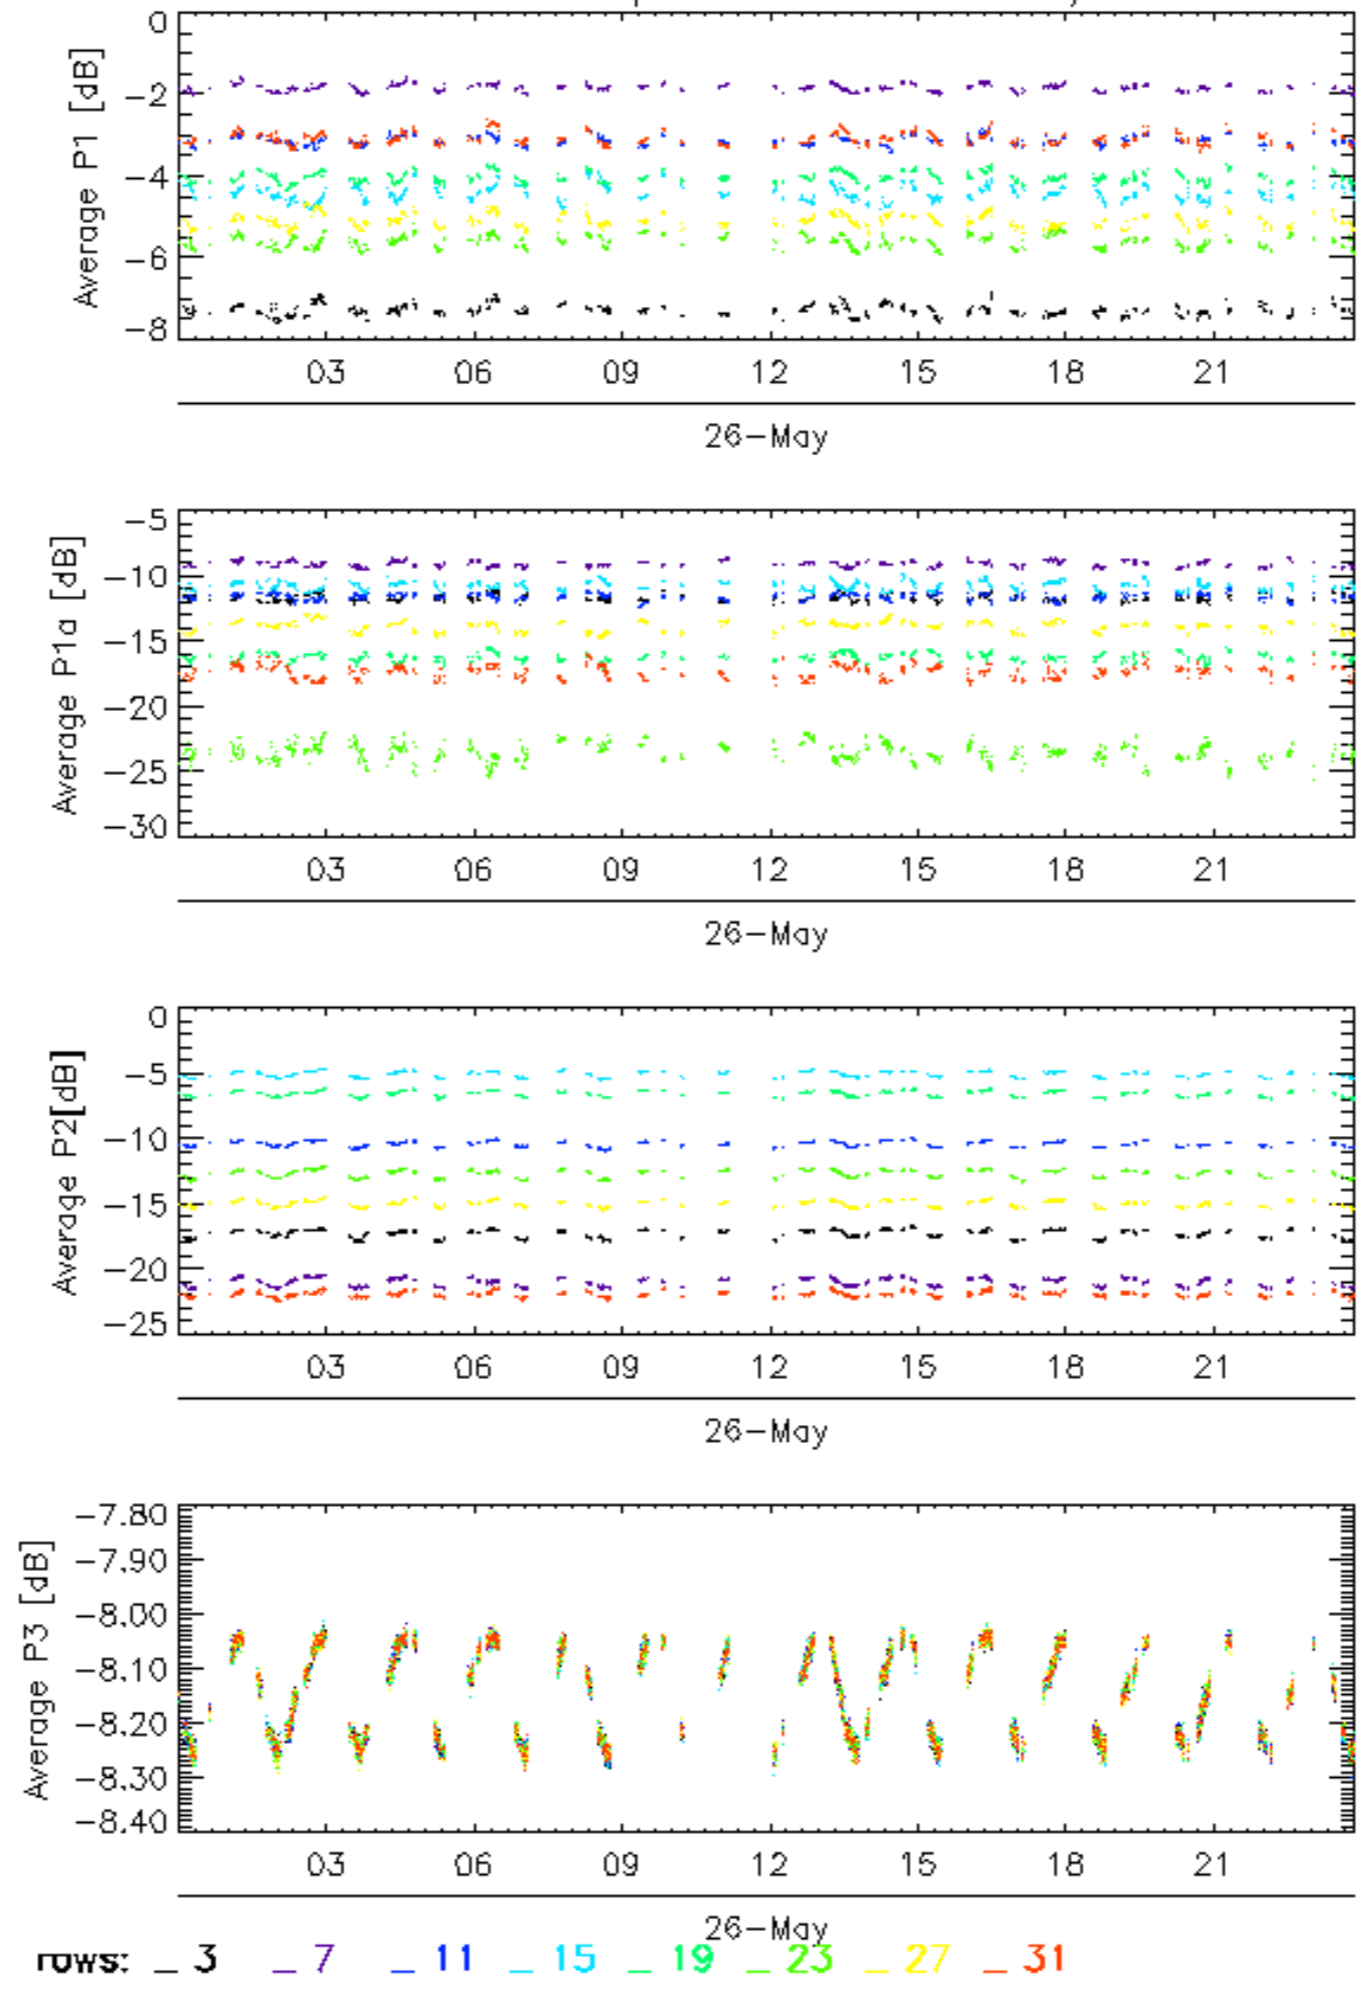 0
Average P1 [dB]
−2
−4
−6
−8
03 06 09 12 15 18 21
26−May
−5
Average P1a [dB]
−10
−15
−20
−25
−30
03 06 09 12 15 18 21
26−May
0
Average P2[dB]
−5
−10
−15
−20
−25
03 06 09 12 15 18 21
26−May
−7.80
Average P3 [dB]
−7.90
−8.00
−8.10
−8.20
−8.30
−8.40
03 06 09 12 15 18 21
26−May
rows: _ 3 _ 7 _ 11 _ 15 _ 19 _ 23 _ 27 _ 31